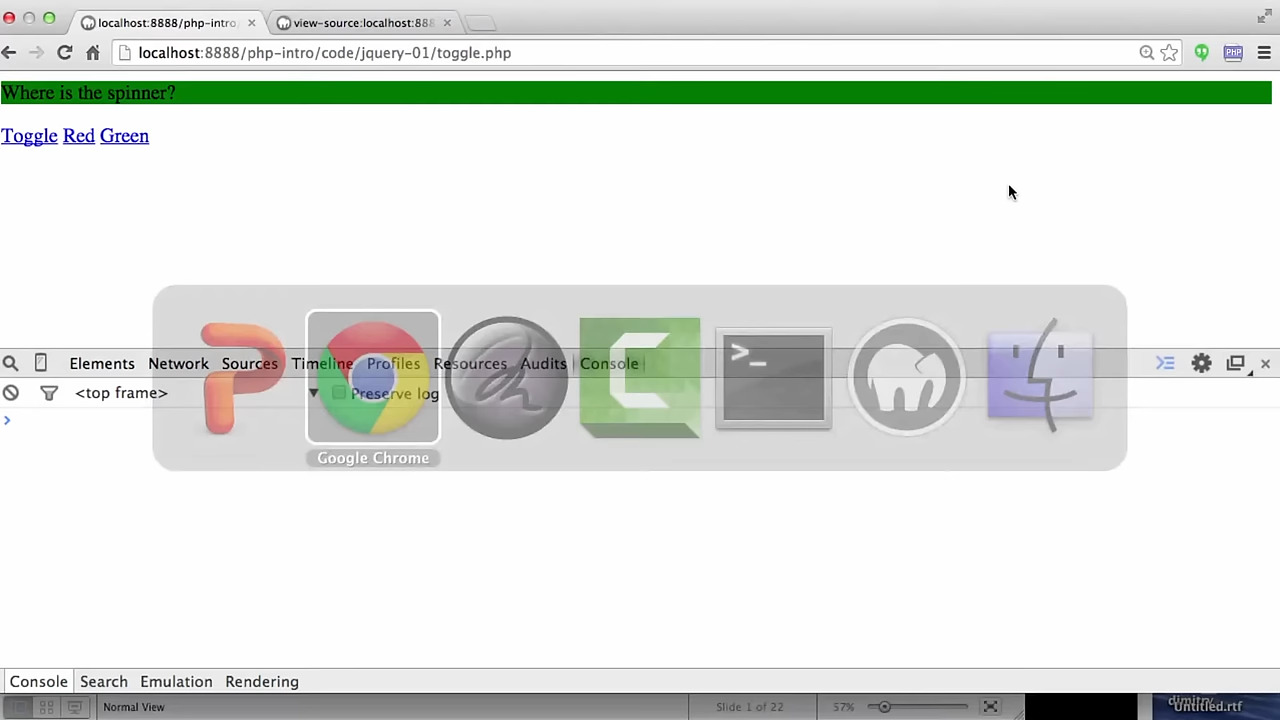 localhost:8888/php-intro/
view-source:localhost:888
localhost:8888/php-intro/code/jquery-01/toggle.php
PHP
Where is the spinner?
Toggle Red Green
Elements Network Sources Timeline Profiles Resources Audits Console
<top frame> Preserve log
>_
Google Chrome
Console Search Emulation Rendering
Normal View Slide 1 of 22 57%
dimitry
Untitled.rtf